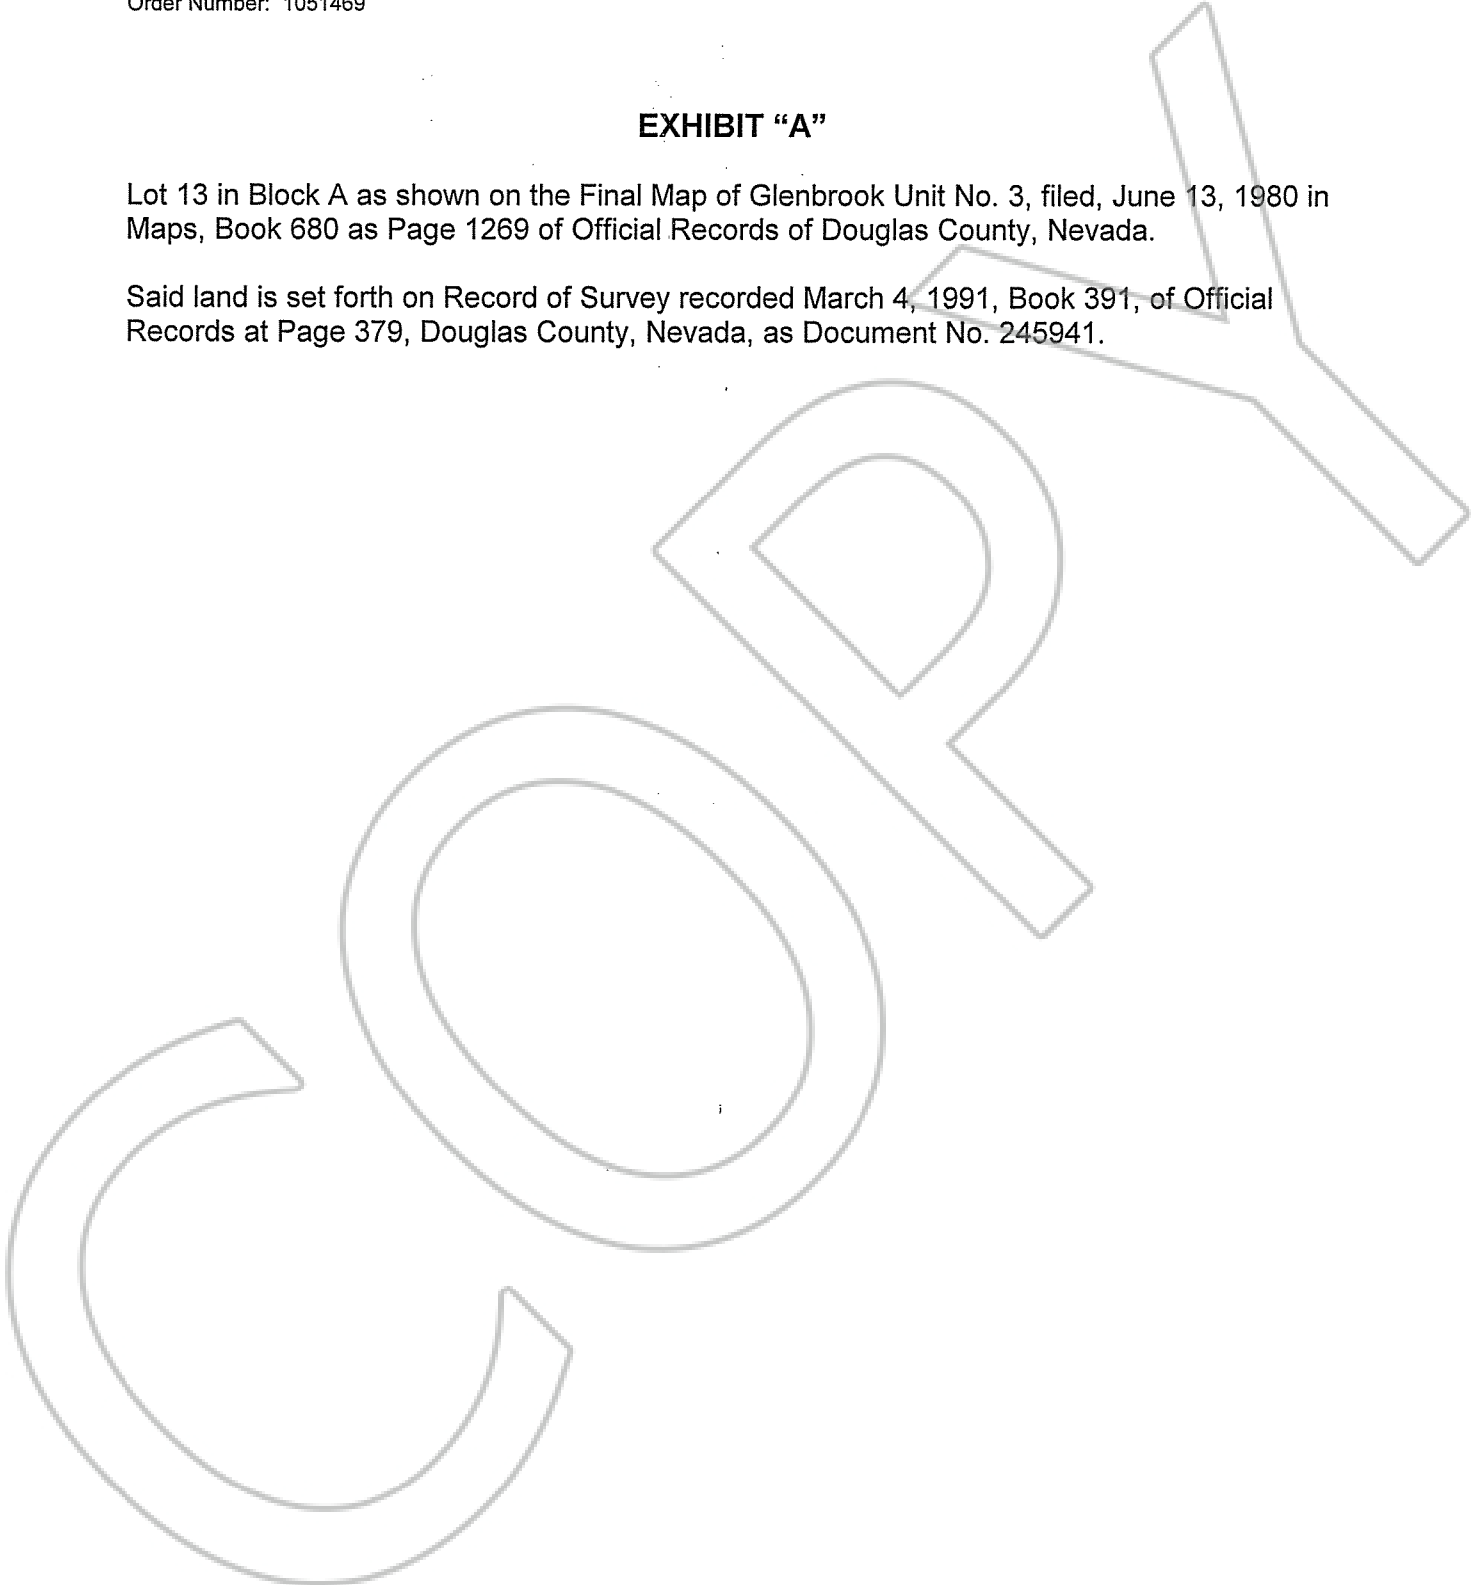 Order Number: 1051469
EXHIBIT “A”
Lot 13 in Block A as shown on the Final Map of Glenbrook Unit No. 3, filed, June 13, 1980 in
Maps, Book 680 as Page 1269 of Official Records of Douglas County, Nevada.
Said land is set forth on Record of Survey recorded March 4, 1991, Book 391, of Official
Records at Page 379, Douglas County, Nevada, as Document No. 245941.
COPY